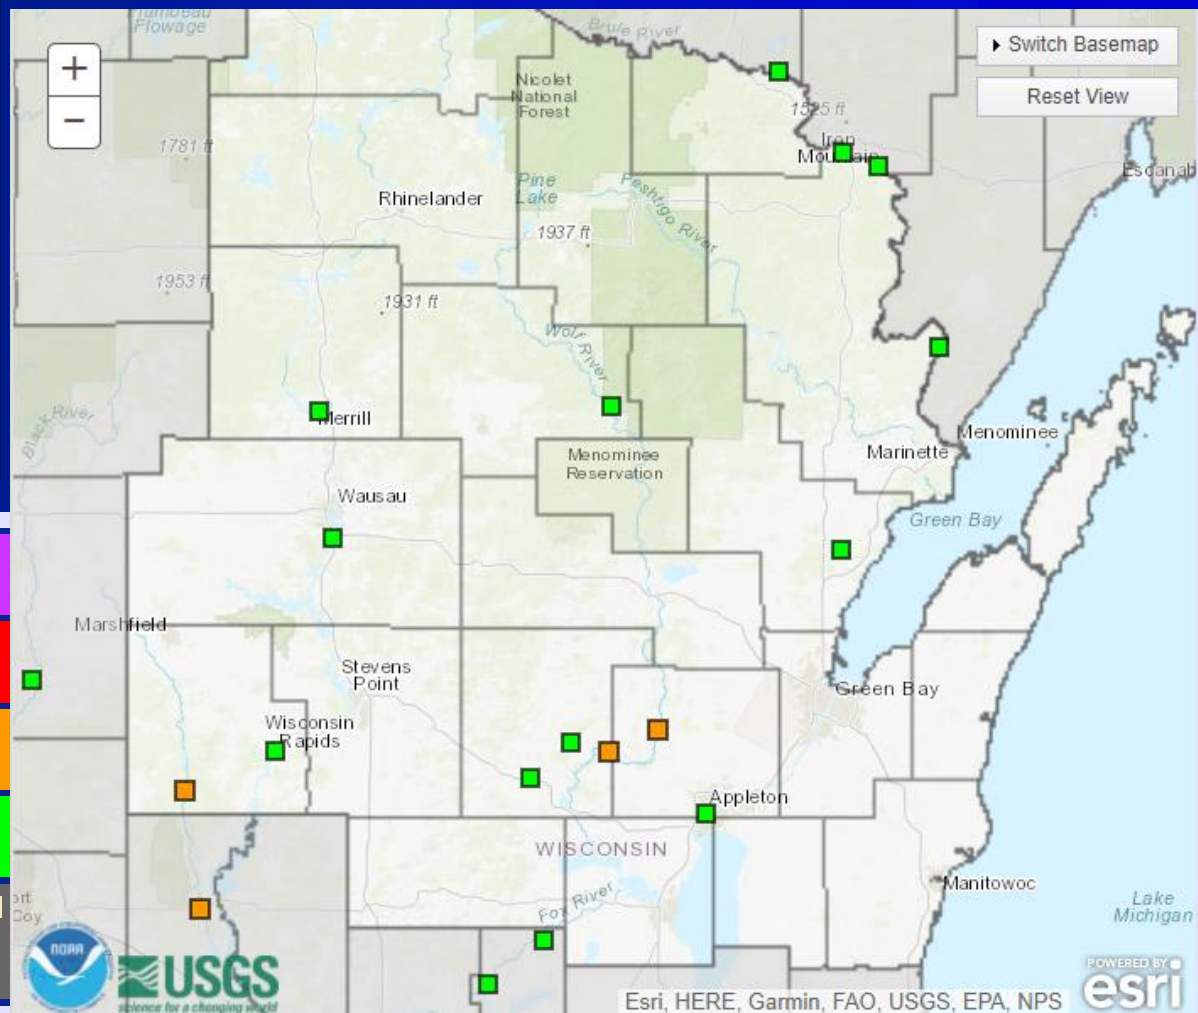 Flambeau
Flowage
Brule River
+
−
Switch Basemap
Reset View
Nicolet
National
Forest
1525 ft
Iron
Mountain
1781 ft
Escanab
Pine
Lake
Peshtigo River
Rhinelander
1937 ft
1953 ft
1931 ft
Wolf River
Black River
Merrill
Menominee
Marinette
Menominee
Reservation
Wausau
Green Bay
Marshfield
Stevens
Point
Green Bay
Wisconsin
Rapids
Appleton
WISCONSIN
Manitowoc
Fox River
ort
Coy
Lake
Michigan
NOAA
USGS
science for a changing world
POWERED BY
esri
Esri, HERE, Garmin, FAO, USGS, EPA, NPS